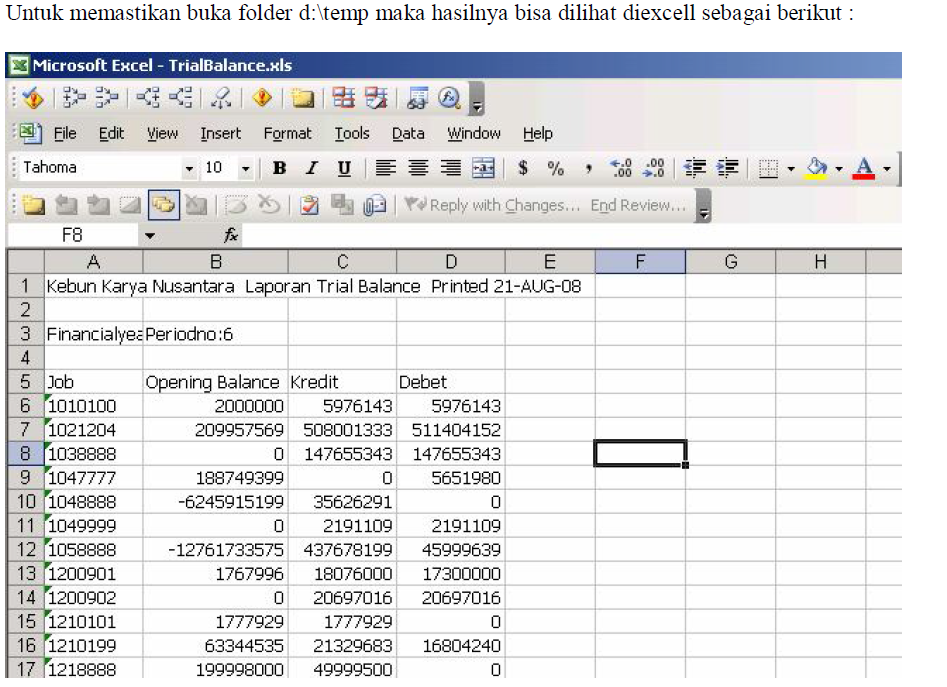 Untuk memastikan buka folder d:\temp maka hasilnya bisa dilihat diexcell sebagai berikut :
Microsoft Excel - TrialBalance.xls
File Edit View Insert Format Tools Data Window Help
Tahoma 10 B I U $ % , .0 .00 .00 .0 A
Reply with Changes... End Review...
F8 fx
A B C D E F G H
1 Kebun Karya Nusantara Laporan Trial Balance Printed 21-AUG-08
2
3 Financialyea Periodno:6
4
5 Job Opening Balance Kredit Debet
6 1010100 2000000 5976143 5976143
7 1021204 209957569 508001333 511404152
8 1038888 0 147655343 147655343
9 1047777 188749399 0 5651980
10 1048888 -6245915199 35626291 0
11 1049999 0 2191109 2191109
12 1058888 -12761733575 437678199 45999639
13 1200901 1767996 18076000 17300000
14 1200902 0 20697016 20697016
15 1210101 1777929 1777929 0
16 1210199 63344535 21329683 16804240
17 1218888 199998000 49999500 0